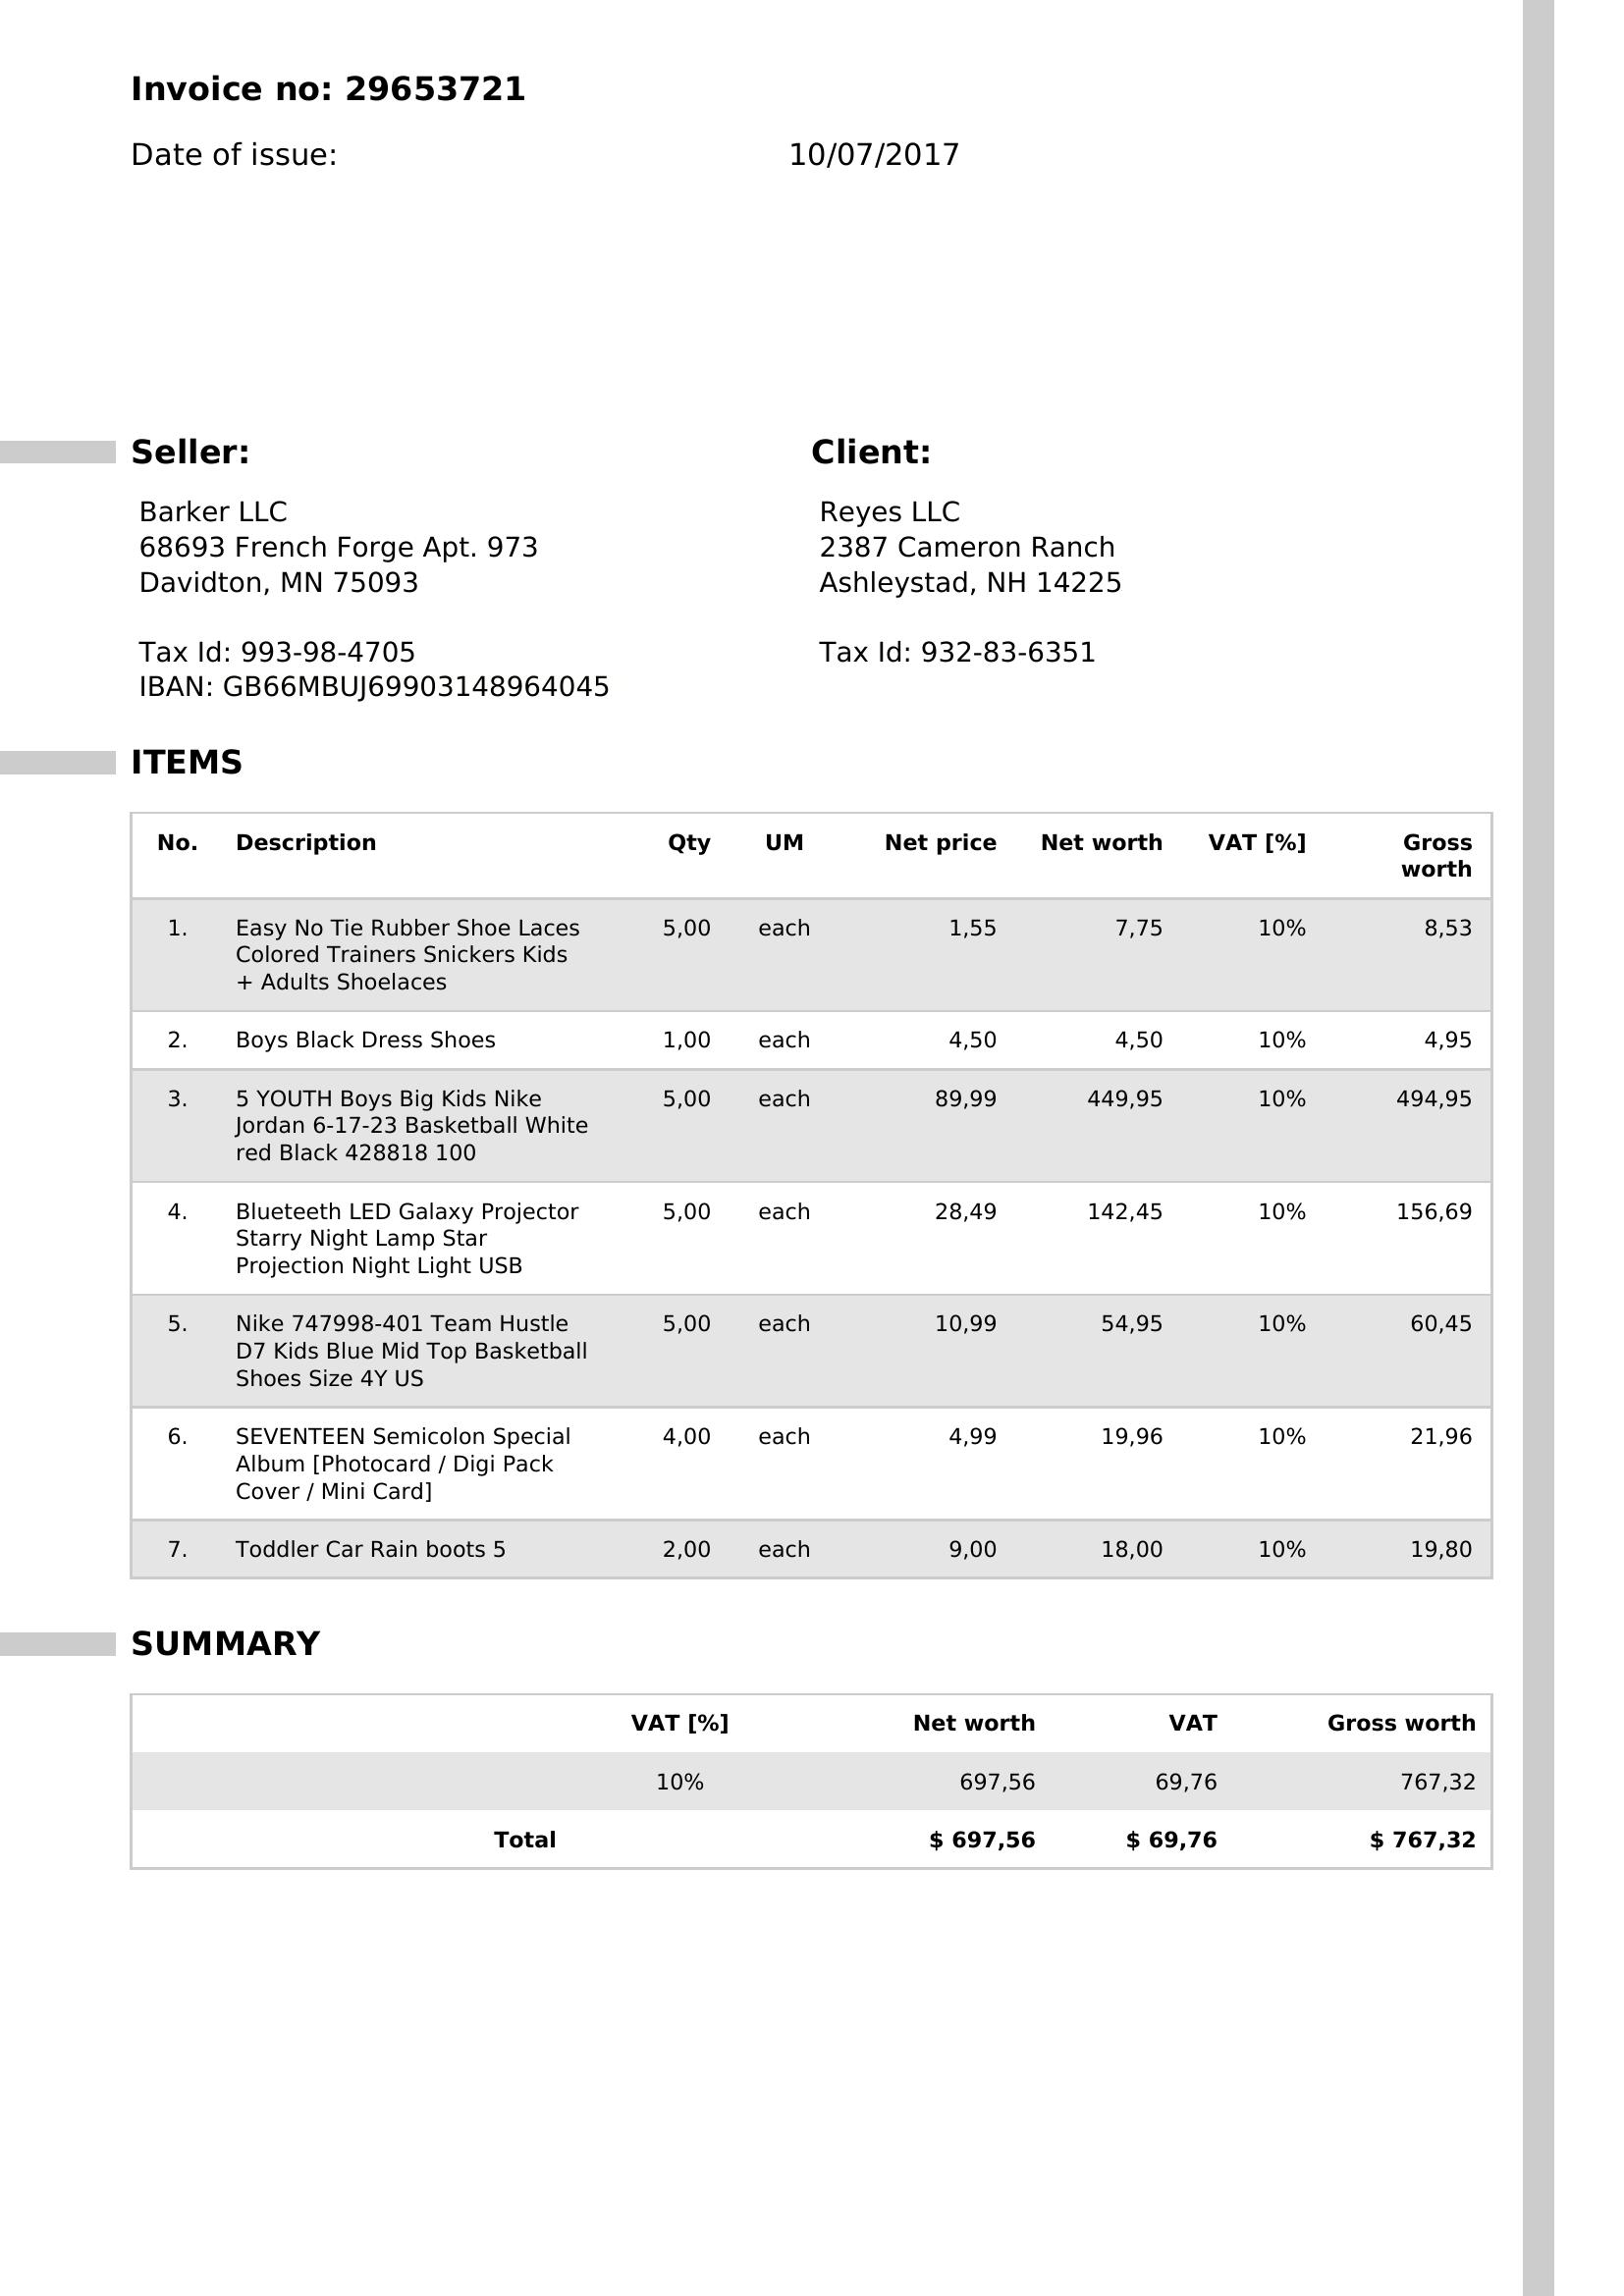 Invoice no: 29653721
Date of issue: 10/07/2017
Seller:
Barker LLC
68693 French Forge Apt. 973
Davidton, MN 75093
Tax Id: 993-98-4705
IBAN: GB66MBUJ69903148964045
Client:
Reyes LLC
2387 Cameron Ranch
Ashleystad, NH 14225
Tax Id: 932-83-6351
ITEMS
No. Description Qty UM Net price Net worth VAT [%] Gross
worth
1. Easy No Tie Rubber Shoe Laces 5,00 each 1,55 7,75 10% 8,53
Colored Trainers Snickers Kids
+ Adults Shoelaces
2. Boys Black Dress Shoes 1,00 each 4,50 4,50 10% 4,95
3. 5 YOUTH Boys Big Kids Nike 5,00 each 89,99 449,95 10% 494,95
Jordan 6-17-23 Basketball White
red Black 428818 100
4. Blueteeth LED Galaxy Projector 5,00 each 28,49 142,45 10% 156,69
Starry Night Lamp Star
Projection Night Light USB
5. Nike 747998-401 Team Hustle 5,00 each 10,99 54,95 10% 60,45
D7 Kids Blue Mid Top Basketball
Shoes Size 4Y US
6. SEVENTEEN Semicolon Special 4,00 each 4,99 19,96 10% 21,96
Album [Photocard / Digi Pack
Cover / Mini Card]
7. Toddler Car Rain boots 5 2,00 each 9,00 18,00 10% 19,80
SUMMARY
VAT [%] Net worth VAT Gross worth
10% 697,56 69,76 767,32
Total $ 697,56 $ 69,76 $ 767,32